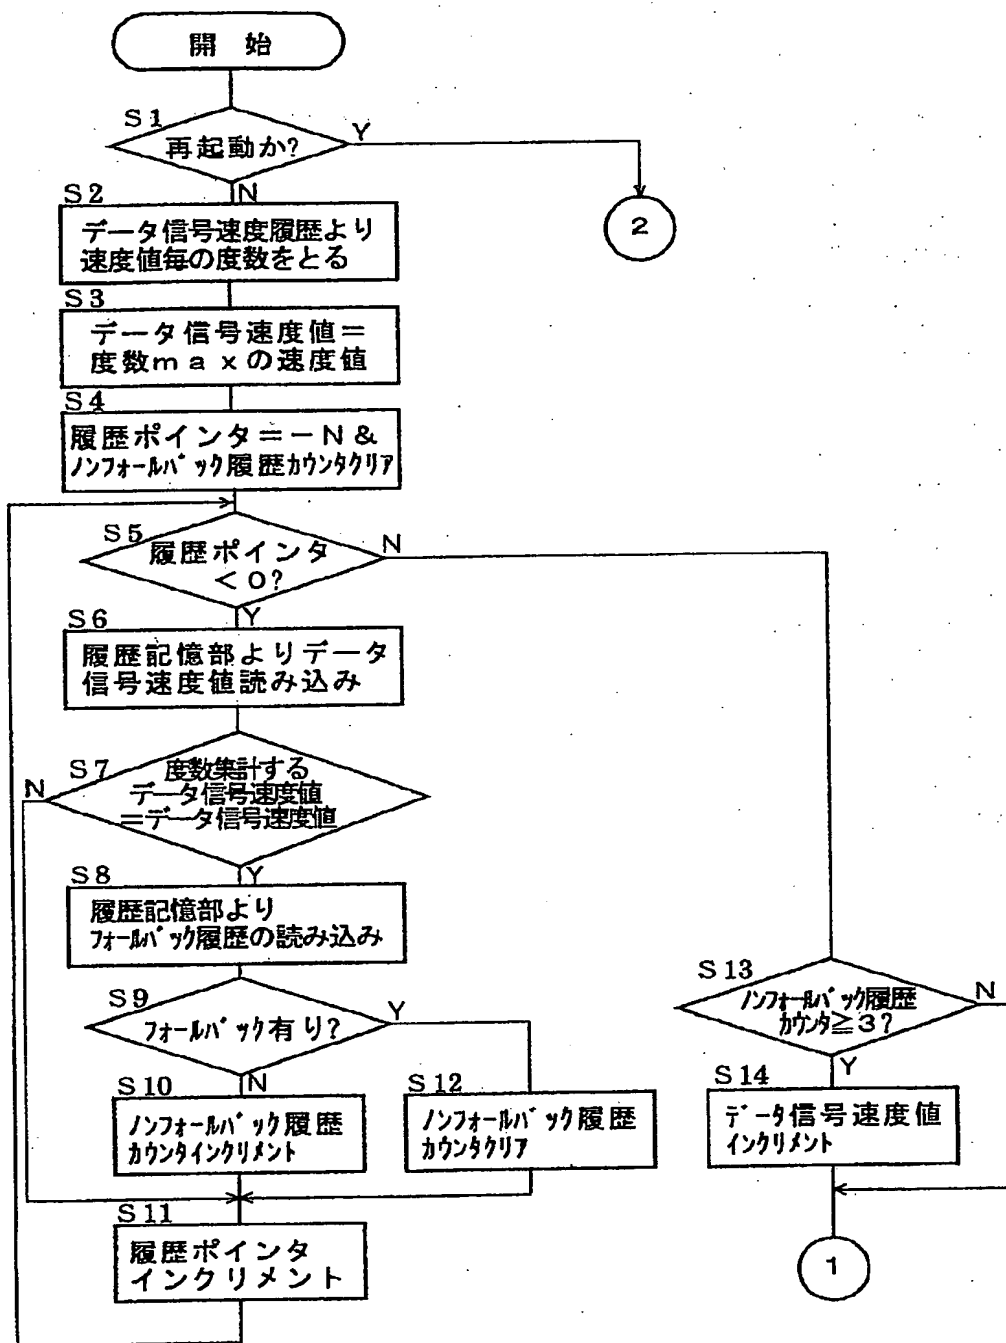 開　始
S1
再起動か?
Y
N
2
S2
データ信号速度履歴より
速度値毎の度数をとる
S3
データ信号速度値＝
度数ｍａｘの速度値
S4
履歴ポインタ＝－Ｎ＆
ﾉﾝﾌｫｰﾙﾊﾞｯｸ履歴ｶｳﾝﾀｸﾘｱ
S5
履歴ポインタ
＜０?
N
Y
S6
履歴記憶部よりデータ
信号速度値読み込み
S7
度数集計する
データ信号速度値
＝データ信号速度値
N
Y
S8
履歴記憶部より
ﾌｫｰﾙﾊﾞｯｸ履歴の読み込み
S9
ﾌｫｰﾙﾊﾞｯｸ有り?
Y
N
S10
ﾉﾝﾌｫｰﾙﾊﾞｯｸ履歴
ｶｳﾝﾀｲﾝｸﾘﾒﾝﾄ
S12
ﾉﾝﾌｫｰﾙﾊﾞｯｸ履歴
ｶｳﾝﾀｸﾘｱ
S11
履歴ポインタ
インクリメント
S13
ﾉﾝﾌｫｰﾙﾊﾞｯｸ履歴
ｶｳﾝﾀ≧３?
N
Y
S14
ﾃﾞｰﾀ信号速度値
ｲﾝｸﾘﾒﾝﾄ
1